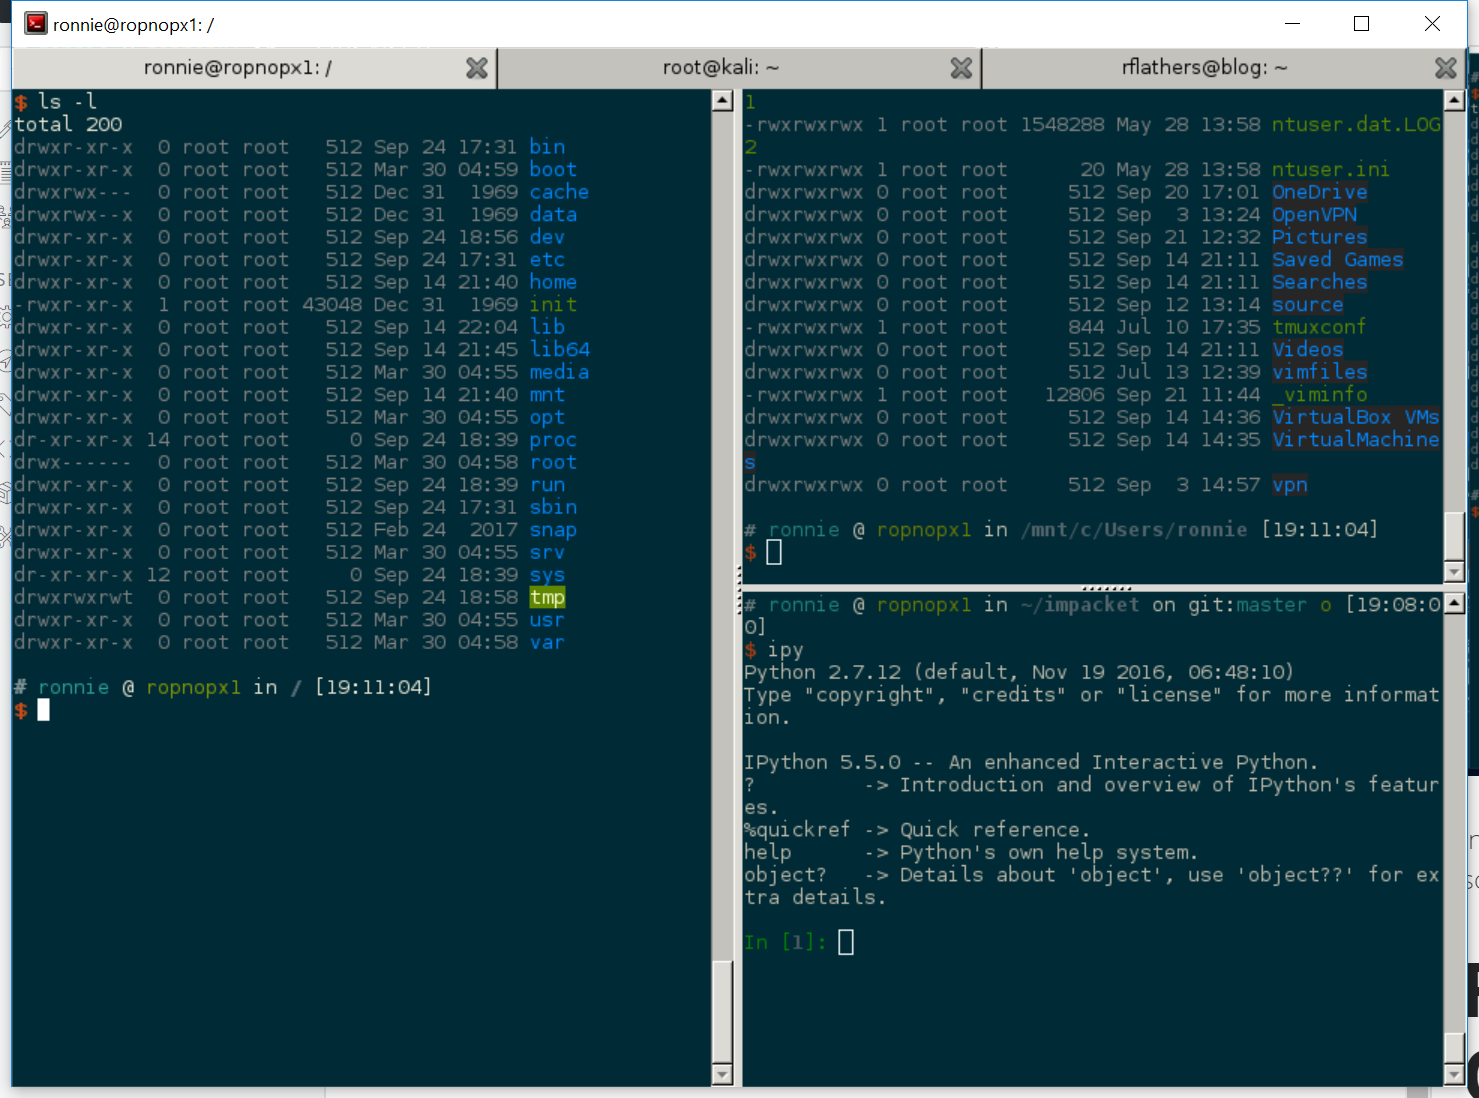 ronnie@ropnopx1: /
ronnie@ropnopx1: /
root@kali: ~
rflathers@blog: ~
$ ls -l
total 200
drwxr-xr-x  0 root root   512 Sep 24 17:31 bin
drwxr-xr-x  0 root root   512 Mar 30 04:59 boot
drwxrwx---  0 root root   512 Dec 31  1969 cache
drwxrwx--x  0 root root   512 Dec 31  1969 data
drwxr-xr-x  0 root root   512 Sep 24 18:56 dev
drwxr-xr-x  0 root root   512 Sep 24 17:31 etc
drwxr-xr-x  0 root root   512 Sep 14 21:40 home
-rwxr-xr-x  1 root root 43048 Dec 31  1969 init
drwxr-xr-x  0 root root   512 Sep 14 22:04 lib
drwxr-xr-x  0 root root   512 Sep 14 21:45 lib64
drwxr-xr-x  0 root root   512 Mar 30 04:55 media
drwxr-xr-x  0 root root   512 Sep 14 21:40 mnt
drwxr-xr-x  0 root root   512 Mar 30 04:55 opt
dr-xr-xr-x 14 root root     0 Sep 24 18:39 proc
drwx------  0 root root   512 Mar 30 04:58 root
drwxr-xr-x  0 root root   512 Sep 24 18:39 run
drwxr-xr-x  0 root root   512 Sep 24 17:31 sbin
drwxr-xr-x  0 root root   512 Feb 24  2017 snap
drwxr-xr-x  0 root root   512 Mar 30 04:55 srv
dr-xr-xr-x 12 root root     0 Sep 24 18:39 sys
drwxrwxrwt  0 root root   512 Sep 24 18:58 tmp
drwxr-xr-x  0 root root   512 Mar 30 04:55 usr
drwxr-xr-x  0 root root   512 Mar 30 04:58 var
# ronnie @ ropnopx1 in / [19:11:04]
$
1
-rwxrwxrwx 1 root root 1548288 May 28 13:58 ntuser.dat.LOG
2
-rwxrwxrwx 1 root root      20 May 28 13:58 ntuser.ini
drwxrwxrwx 0 root root     512 Sep 20 17:01 OneDrive
drwxrwxrwx 0 root root     512 Sep  3 13:24 OpenVPN
drwxrwxrwx 0 root root     512 Sep 21 12:32 Pictures
drwxrwxrwx 0 root root     512 Sep 14 21:11 Saved Games
drwxrwxrwx 0 root root     512 Sep 14 21:11 Searches
drwxrwxrwx 0 root root     512 Sep 12 13:14 source
-rwxrwxrwx 1 root root     844 Jul 10 17:35 tmuxconf
drwxrwxrwx 0 root root     512 Sep 14 21:11 Videos
drwxrwxrwx 0 root root     512 Jul 13 12:39 vimfiles
-rwxrwxrwx 1 root root   12806 Sep 21 11:44 _viminfo
drwxrwxrwx 0 root root     512 Sep 14 14:36 VirtualBox VMs
drwxrwxrwx 0 root root     512 Sep 14 14:35 VirtualMachine
s
drwxrwxrwx 0 root root     512 Sep  3 14:57 vpn
# ronnie @ ropnopx1 in /mnt/c/Users/ronnie [19:11:04]
$
# ronnie @ ropnopx1 in ~/impacket on git:master o [19:08:0
0]
$ ipy
Python 2.7.12 (default, Nov 19 2016, 06:48:10)
Type "copyright", "credits" or "license" for more informat
ion.
IPython 5.5.0 -- An enhanced Interactive Python.
?         -> Introduction and overview of IPython's featur
es.
%quickref -> Quick reference.
help      -> Python's own help system.
object?   -> Details about 'object', use 'object??' for ex
tra details.
In [1]: